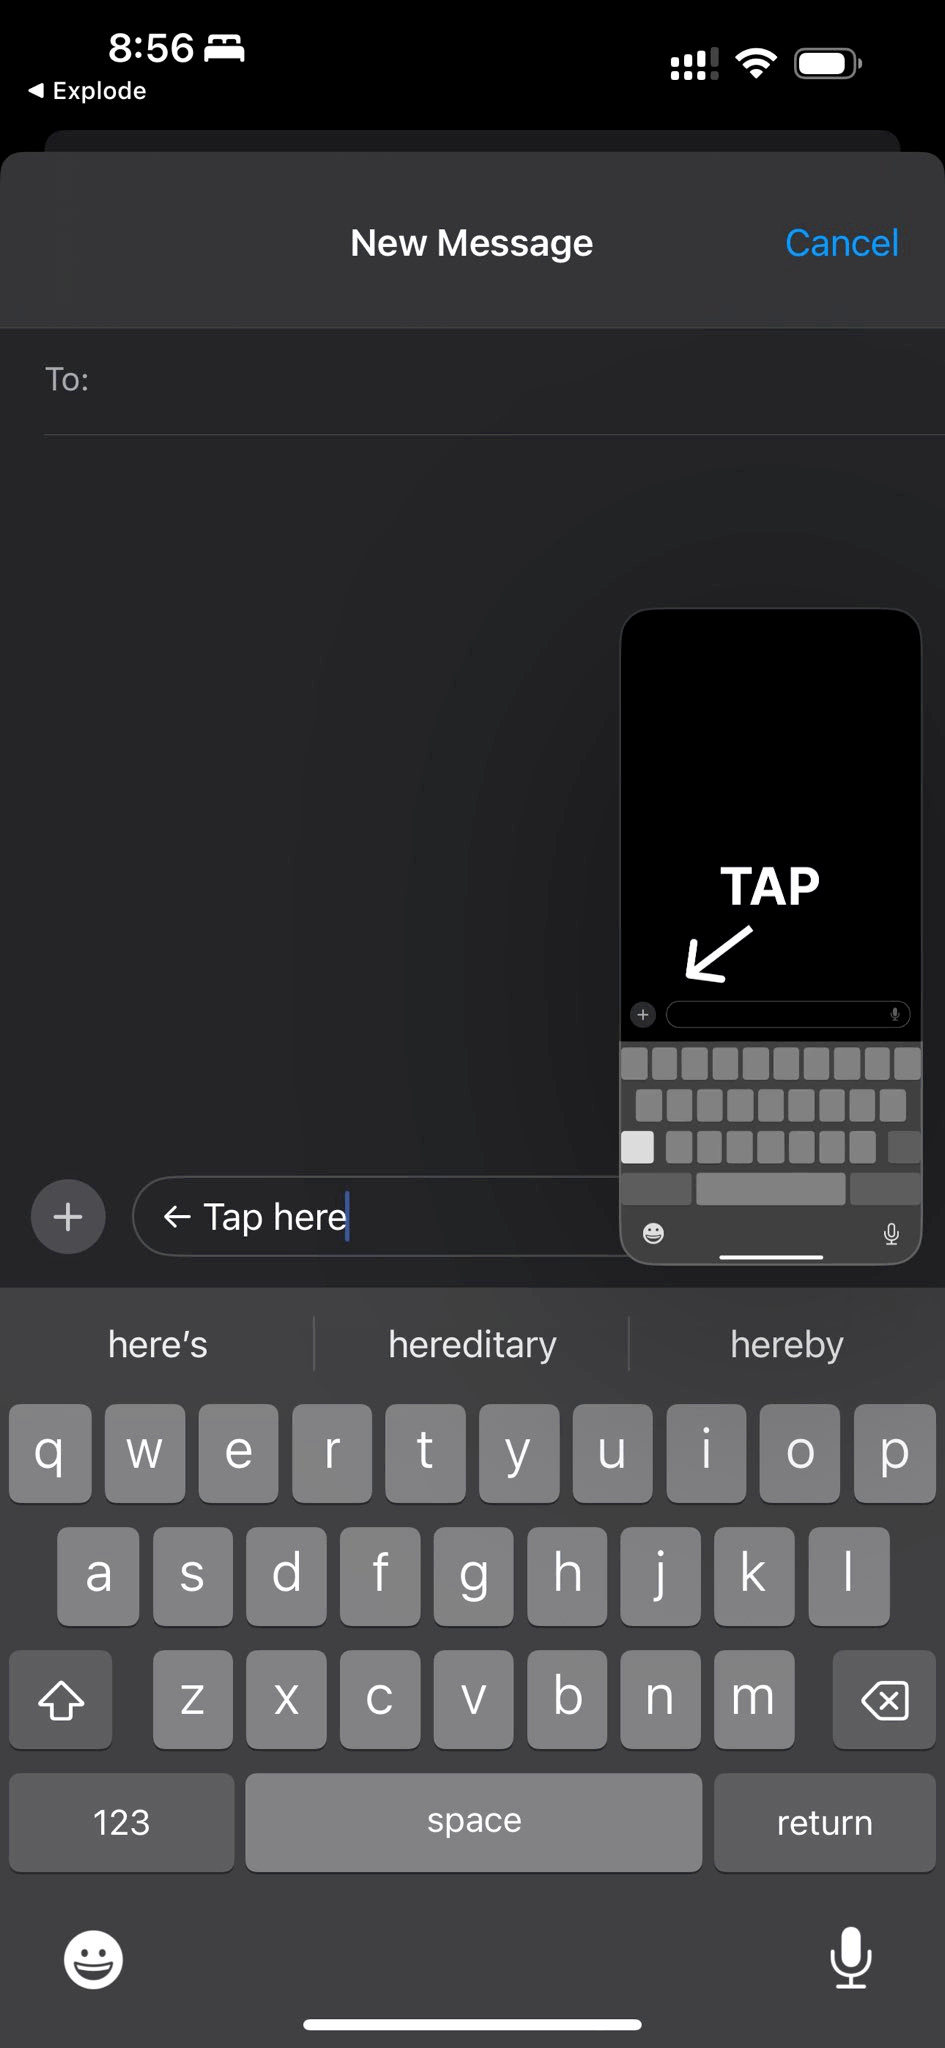 8:56
◀ Explode
New Message
Cancel
To:
TAP
← Tap here
here’s
hereditary
hereby
q w e r t y u i o p
a s d f g h j k l
z x c v b n m
123
space
return